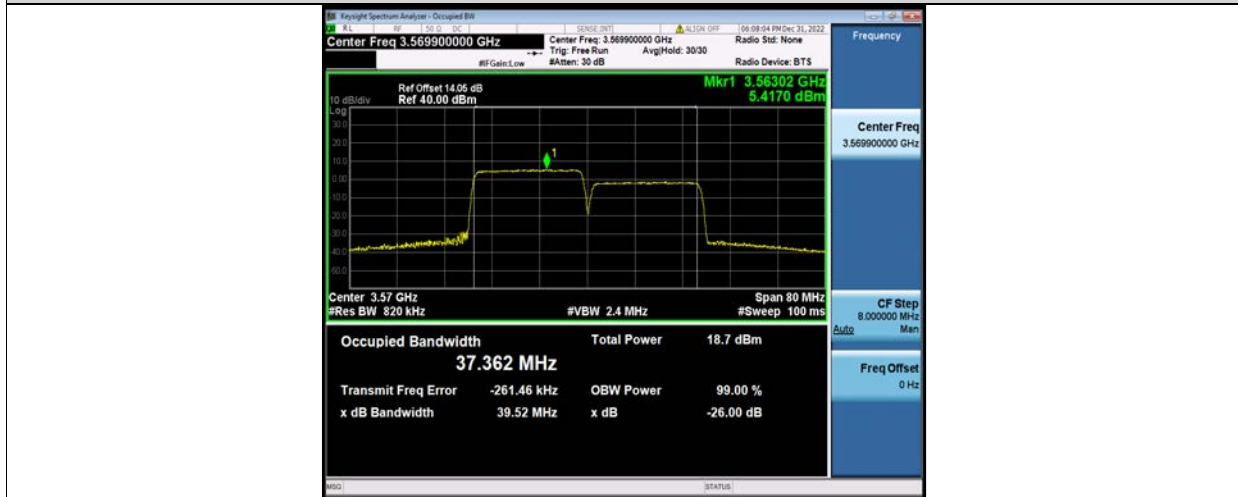 Keysight Spectrum Analyzer - Occupied BW
RL RF 50 Ω DC SENSE:INT ALIGN OFF 06:08:04 PM Dec 31, 2022
Center Freq 3.569900000 GHz
Center Freq: 3.569900000 GHz
Radio Std: None
Trig: Free Run Avg|Hold: 30/30
#IFGain:Low #Atten: 30 dB Radio Device: BTS
Frequency
Mkr1 3.56302 GHz
5.4170 dBm
Ref Offset 14.05 dB
10 dB/div Ref 40.00 dBm
Log
30.0
20.0
10.0
0.00
-10.0
-20.0
-30.0
-40.0
-50.0
1
Center 3.57 GHz Span 80 MHz
#Res BW 820 kHz #VBW 2.4 MHz #Sweep 100 ms
Occupied Bandwidth Total Power 18.7 dBm
37.362 MHz
Transmit Freq Error -261.46 kHz OBW Power 99.00 %
x dB Bandwidth 39.52 MHz x dB -26.00 dB
Center Freq
3.569900000 GHz
CF Step
8.000000 MHz
Auto Man
Freq Offset
0 Hz
MSG STATUS